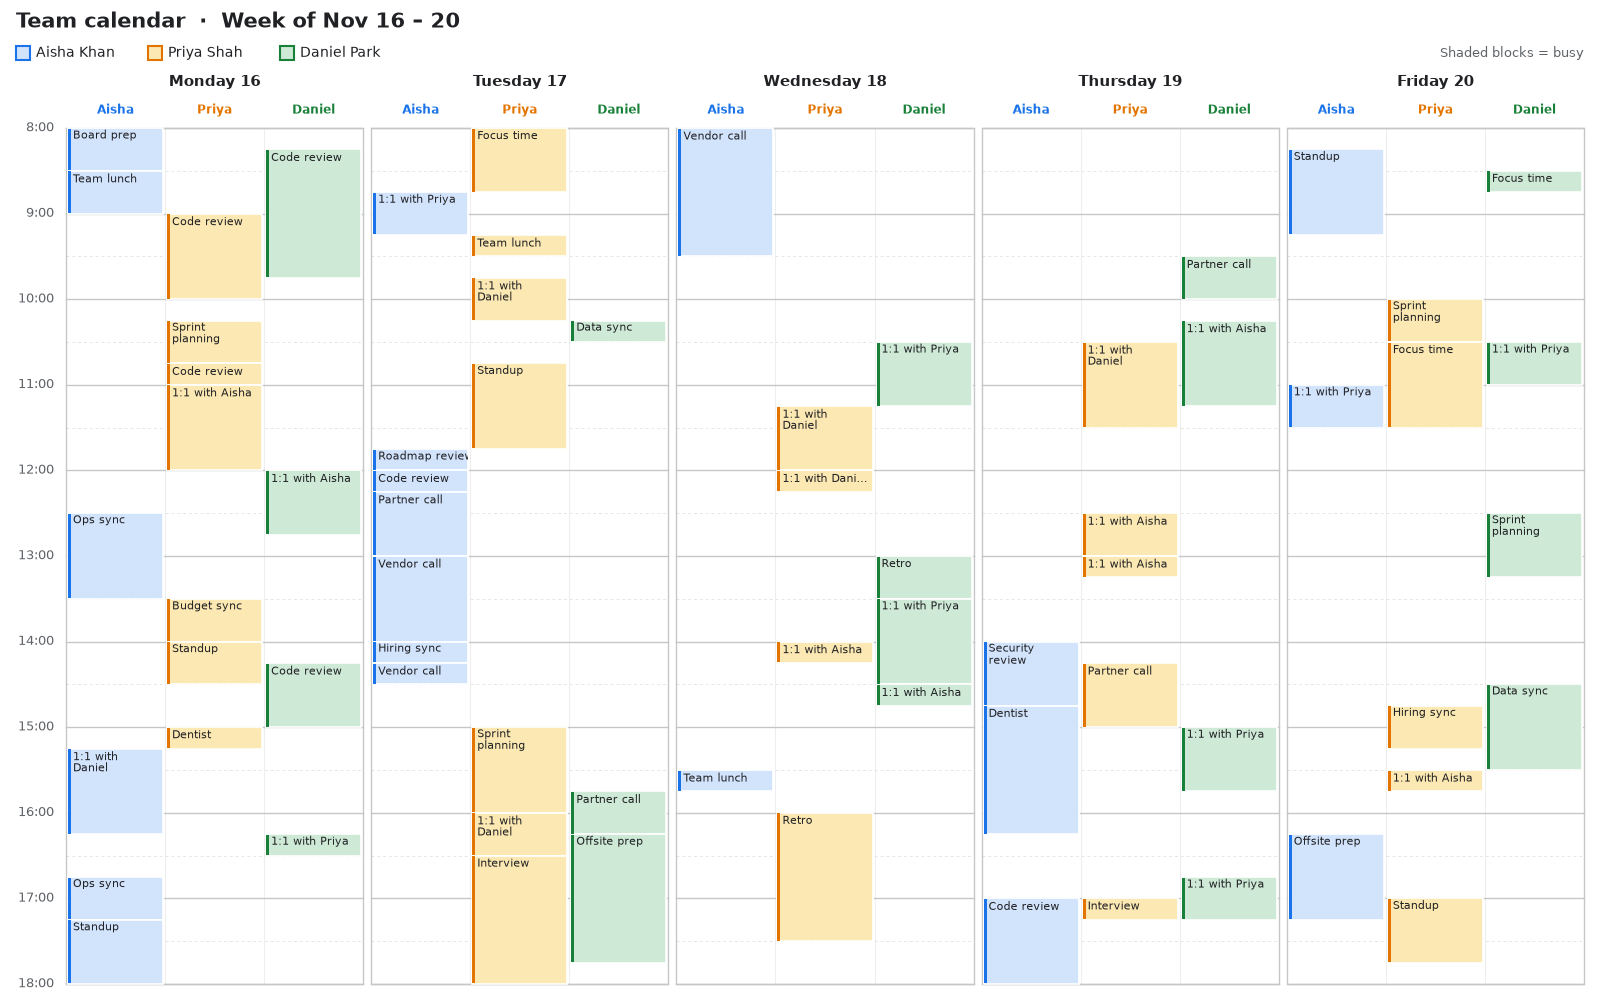 Team calendar  ·  Week of Nov 16 – 20
Aisha Khan
Priya Shah
Daniel Park
Shaded blocks = busy
Monday 16
Tuesday 17
Wednesday 18
Thursday 19
Friday 20
Aisha
Priya
Daniel
Aisha
Priya
Daniel
Aisha
Priya
Daniel
Aisha
Priya
Daniel
Aisha
Priya
Daniel
8:00
9:00
10:00
11:00
12:00
13:00
14:00
15:00
16:00
17:00
18:00
Board prep
Team lunch
Ops sync
1:1 with
Daniel
Ops sync
Standup
Code review
Sprint
planning
Code review
1:1 with Aisha
Budget sync
Standup
Dentist
Code review
1:1 with Aisha
Code review
1:1 with Priya
1:1 with Priya
Roadmap review
Code review
Partner call
Vendor call
Hiring sync
Vendor call
Focus time
Team lunch
1:1 with
Daniel
Standup
Sprint
planning
1:1 with
Daniel
Interview
Data sync
Partner call
Offsite prep
Vendor call
Team lunch
1:1 with
Daniel
1:1 with Dani...
1:1 with Aisha
Retro
1:1 with Priya
Retro
1:1 with Priya
1:1 with Aisha
Security
review
Dentist
Code review
1:1 with
Daniel
1:1 with Aisha
1:1 with Aisha
Partner call
Interview
Partner call
1:1 with Aisha
1:1 with Priya
1:1 with Priya
Standup
1:1 with Priya
Offsite prep
Sprint
planning
Focus time
Hiring sync
1:1 with Aisha
Standup
Focus time
1:1 with Priya
Sprint
planning
Data sync